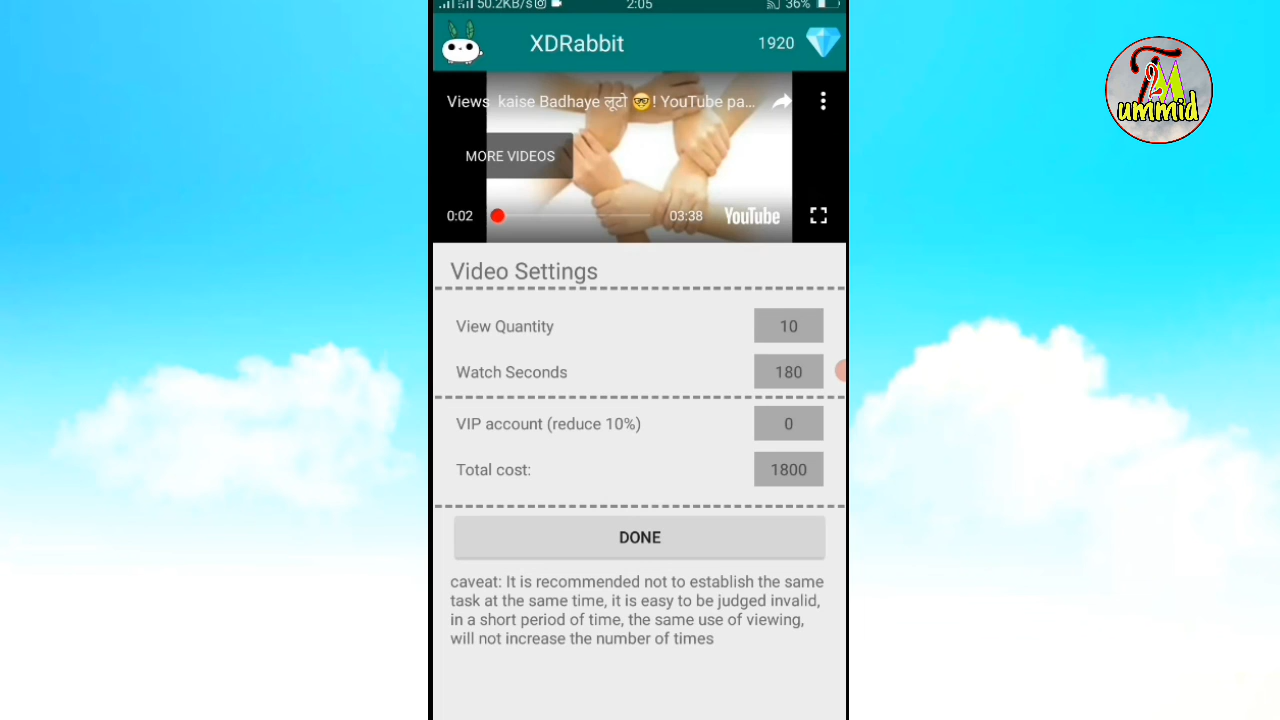 50.2KB/s 2:05 36%
XDRabbit 1920
Views kaise Badhaye लूटो 🤓! YouTube pa...
MORE VIDEOS
0:02 03:38 YouTube
Video Settings
View Quantity 10
Watch Seconds 180
VIP account (reduce 10%) 0
Total cost: 1800
DONE
caveat: It is recommended not to establish the same
task at the same time, it is easy to be judged invalid,
in a short period of time, the same use of viewing,
will not increase the number of times
T2M
ummid